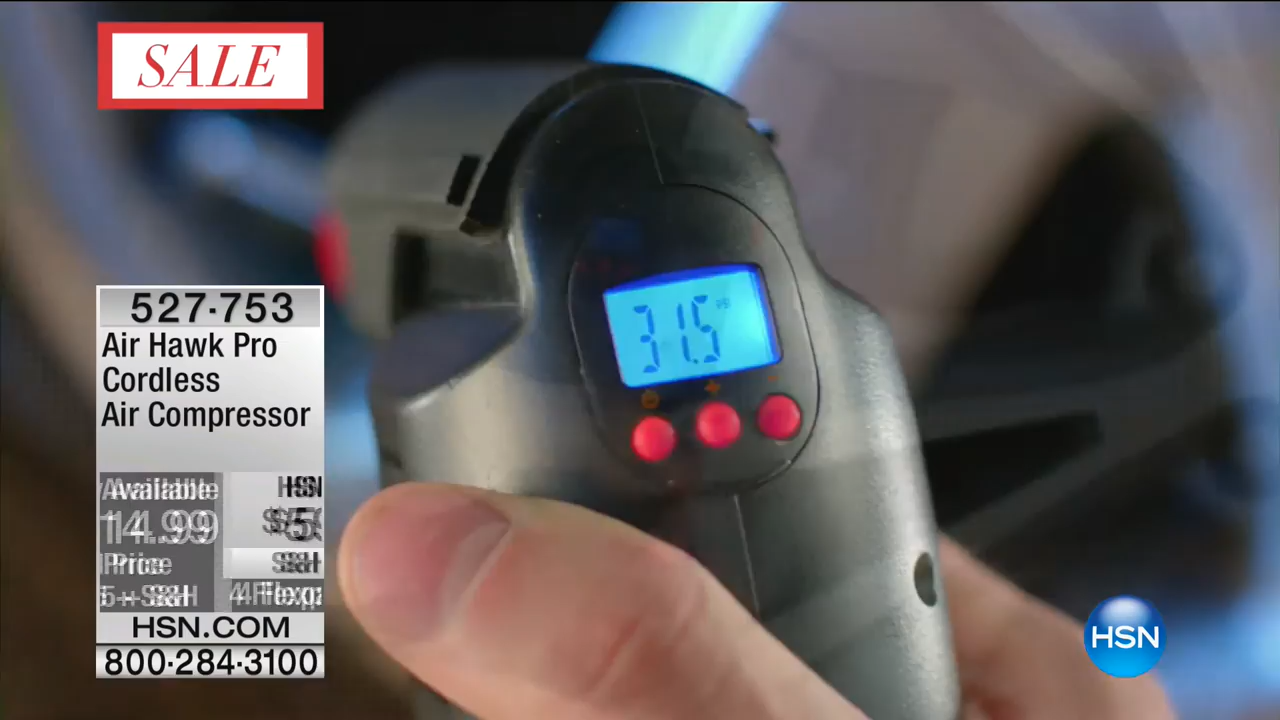 SALE
527·753
Air Hawk Pro
Cordless
Air Compressor
Available
HSN
Price
S&H
HSN.COM
800·284·3100
31.5
HSN